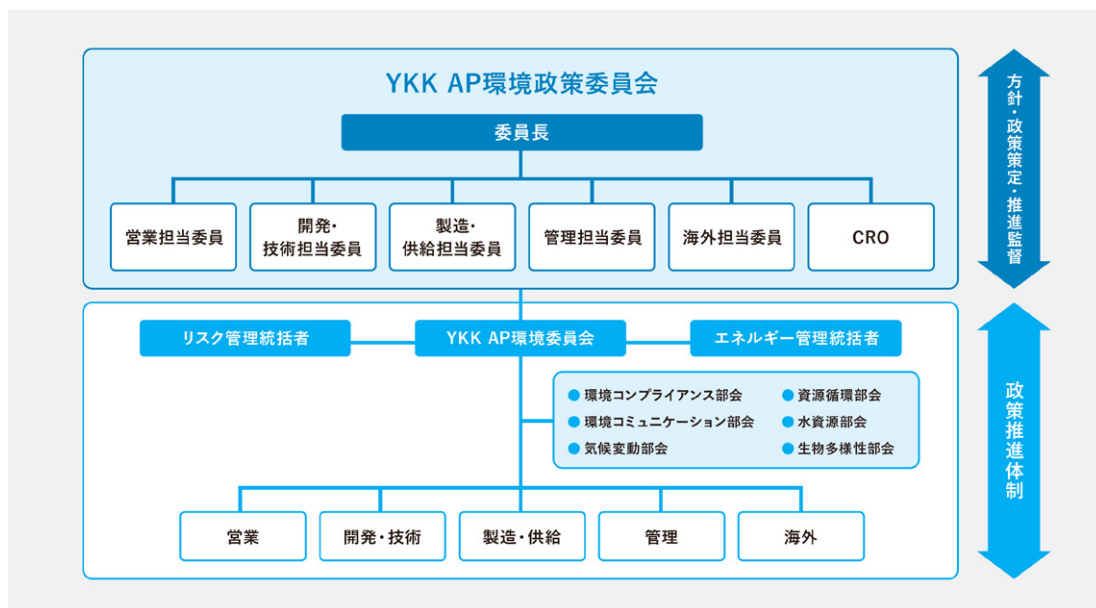 YKK AP環境政策委員会
委員長
営業担当委員
開発・
技術担当委員
製造・
供給担当委員
管理担当委員
海外担当委員
CRO
方針・政策策定・推進監督
リスク管理統括者
YKK AP環境委員会
エネルギー管理統括者
● 環境コンプライアンス部会
● 環境コミュニケーション部会
● 気候変動部会
● 資源循環部会
● 水資源部会
● 生物多様性部会
営業
開発・技術
製造・供給
管理
海外
政策推進体制